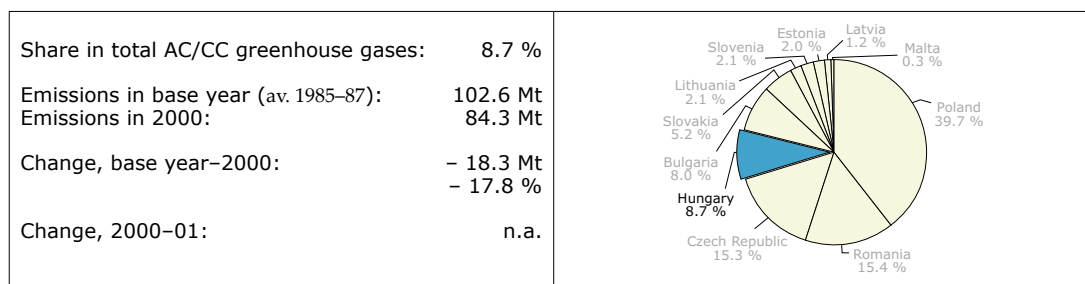 Share in total AC/CC greenhouse gases: 8.7 %
Emissions in base year (av. 1985–87): 102.6 Mt
Emissions in 2000: 84.3 Mt
Change, base year–2000: – 18.3 Mt
– 17.8 %
Change, 2000–01: n.a.
Latvia
1.2 %
Estonia
2.0 %
Malta
0.3 %
Slovenia
2.1 %
Lithuania
2.1 %
Poland
39.7 %
Slovakia
5.2 %
Bulgaria
8.0 %
Hungary
8.7 %
Czech Republic
15.3 %
Romania
15.4 %